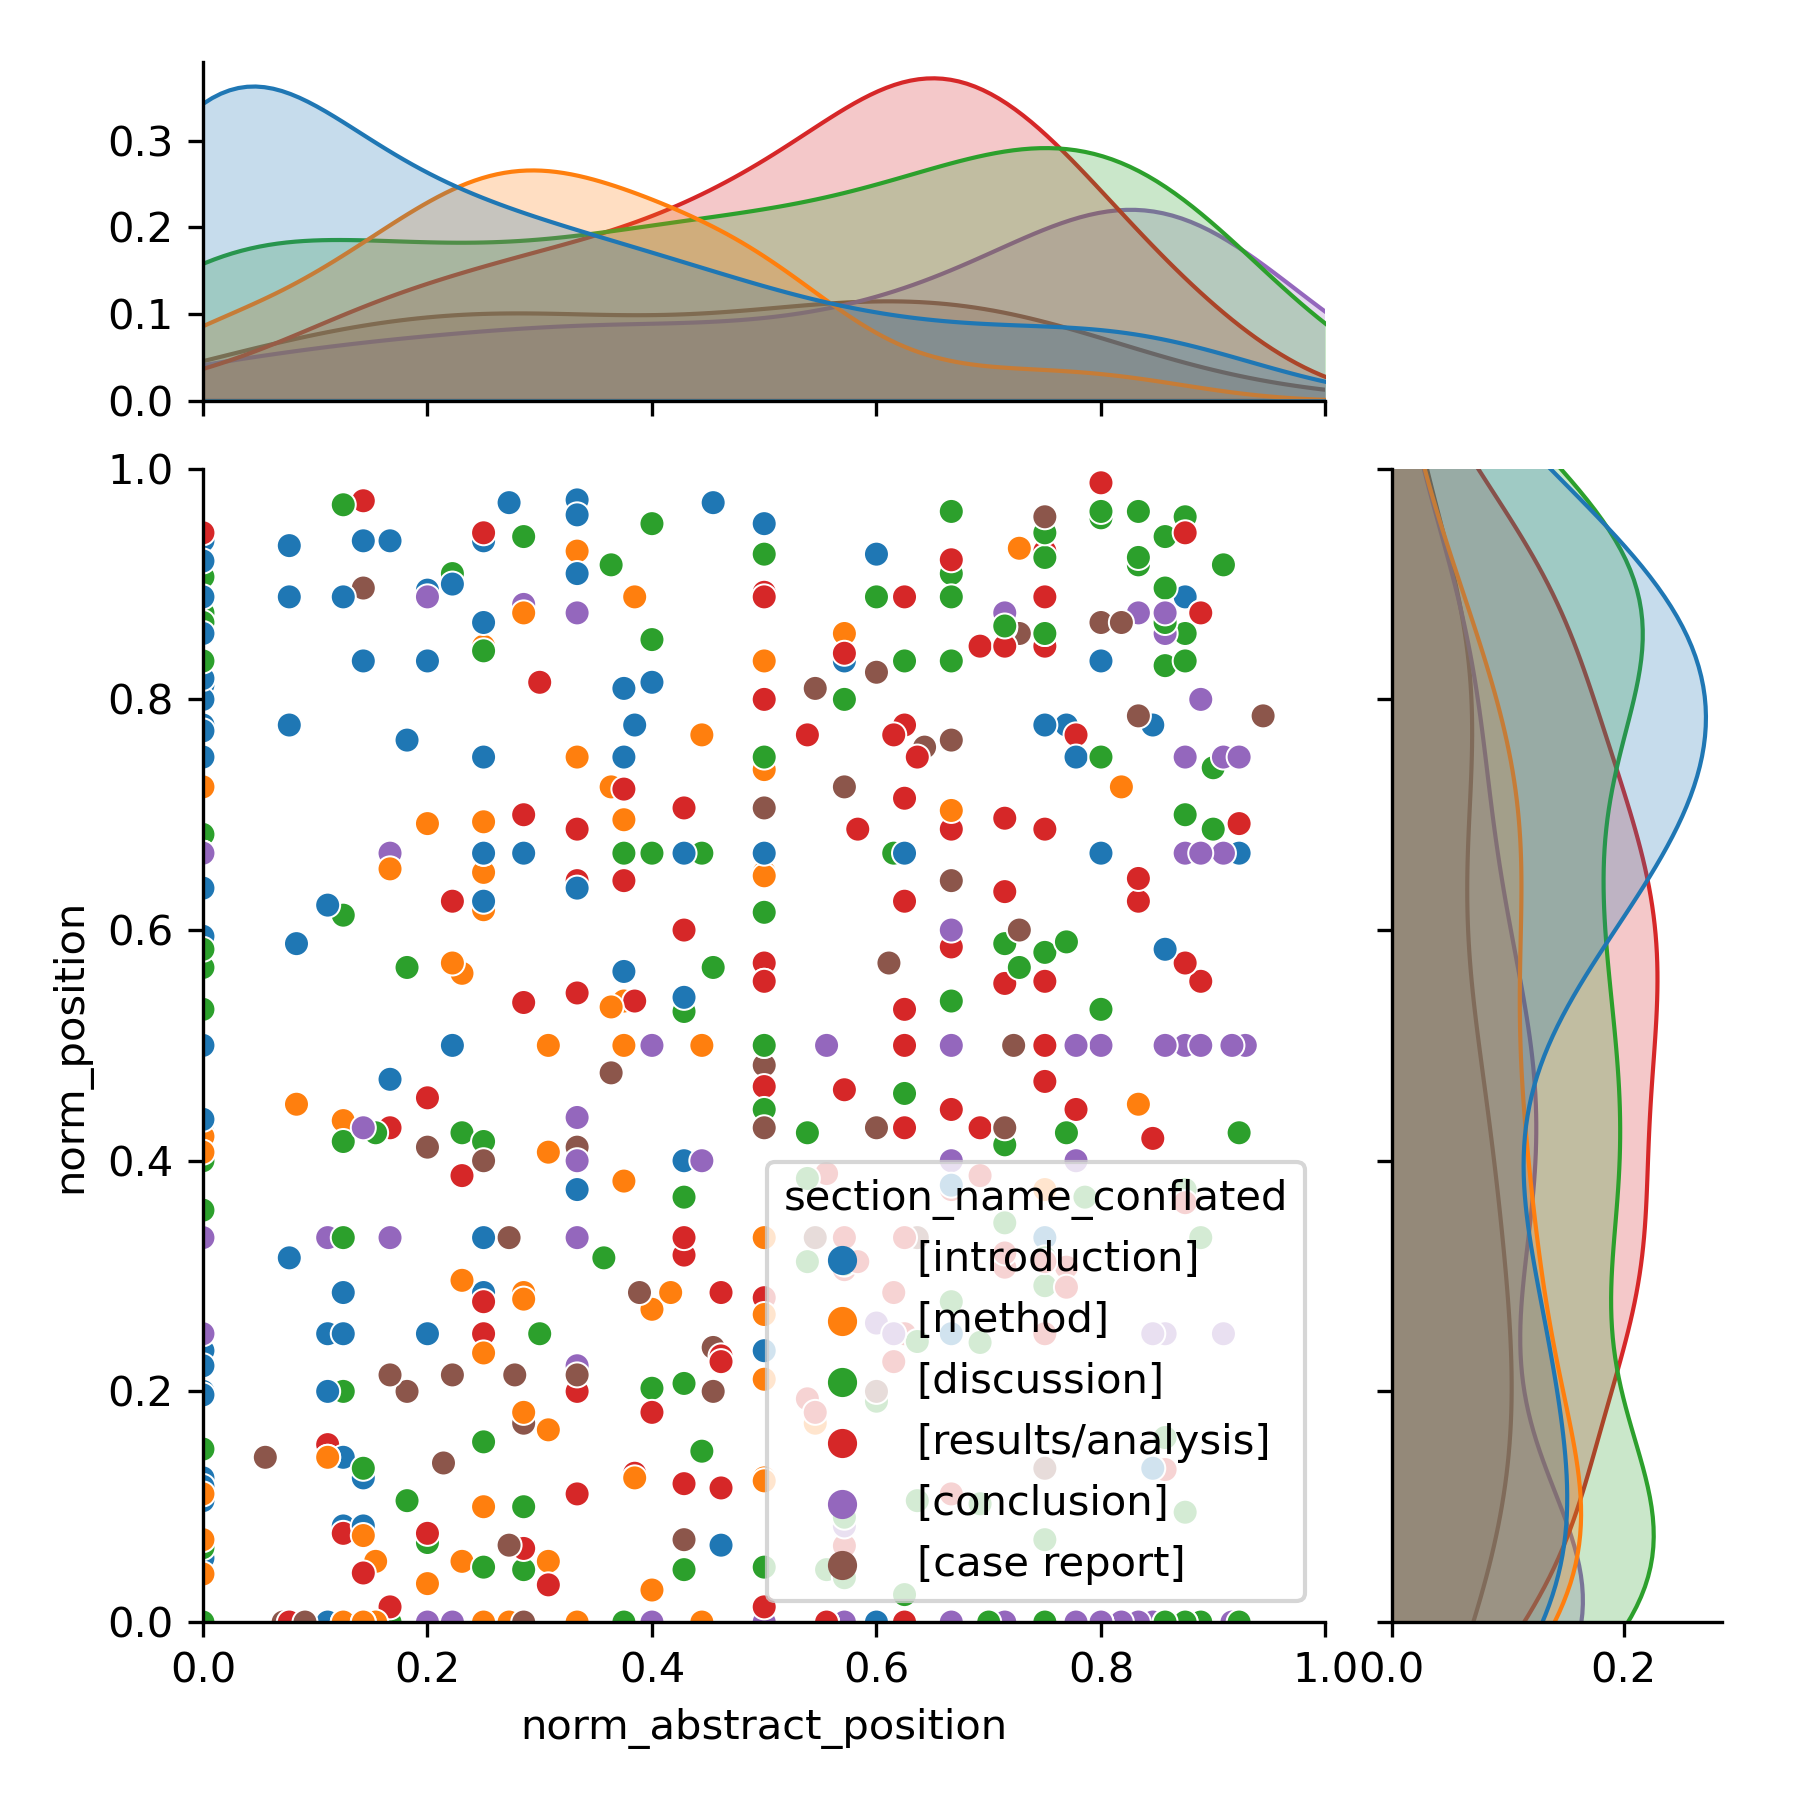 0.3
0.2
0.1
0.0
1.0
0.8
0.6
0.4
0.2
0.0
norm_position
section_name_conflated
[introduction]
[method]
[discussion]
[results/analysis]
[conclusion]
[case report]
0.0 0.2 0.4 0.6 0.8 1.0 0.0 0.2
norm_abstract_position